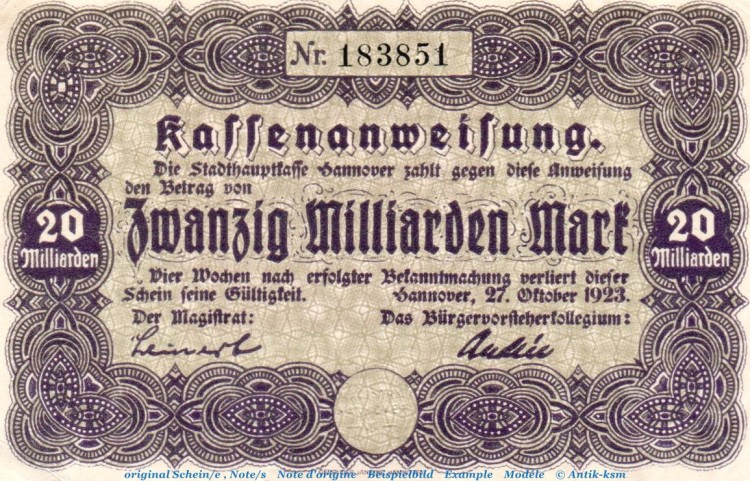 Nr. 183851
Kassenanweisung.
Die Stadthauptkasse Hannover zahlt gegen diese Anweisung
den Betrag von
20 Milliarden
Zwanzig Milliarden Mark
20 Milliarden
Vier Wochen nach erfolgter Bekanntmachung verliert dieser
Schein seine Gültigkeit. Hannover, 27. Oktober 1923.
Der Magistrat: Das Bürgervorsteherkollegium:
Leinert
original Schein/e , Note/s Note d'origine Beispielbild Example Modéle © Antik-ksm